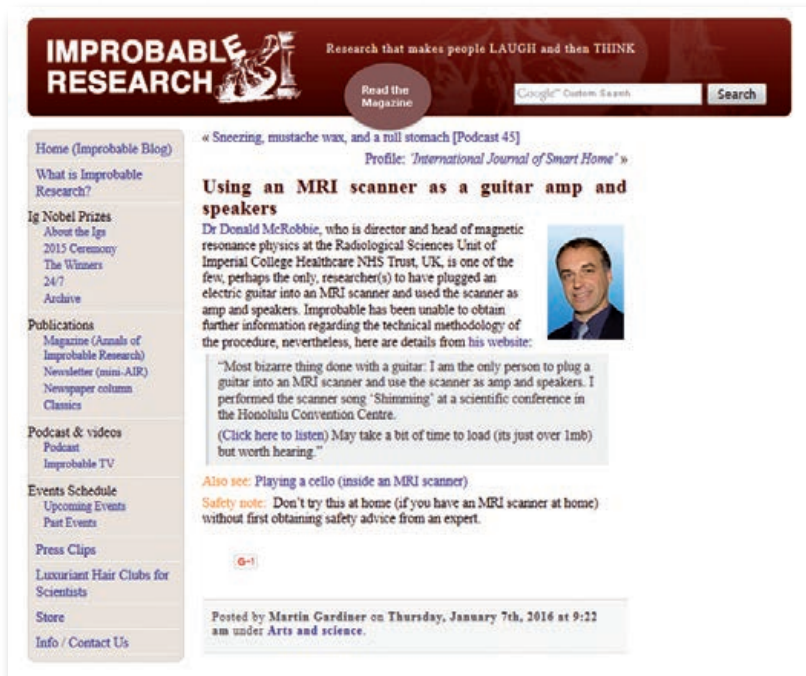 IMPROBABLE
RESEARCH
Research that makes people LAUGH and then THINK
Read the
Magazine
Google™ Custom Search
Search
Home (Improbable Blog)
What is Improbable
Research?
Ig Nobel Prizes
About the Igs
2015 Ceremony
The Winners
24/7
Archive
Publications
Magazine (Annals of
Improbable Research)
Newsletter (mini-AIR)
Newspaper column
Classics
Podcast & videos
Podcast
Improbable TV
Events Schedule
Upcoming Events
Past Events
Press Clips
Luxuriant Hair Clubs for
Scientists
Store
Info / Contact Us
« Sneezing, mustache wax, and a full stomach [Podcast 45]
Profile: 'International Journal of Smart Home' »
Using an MRI scanner as a guitar amp and
speakers
Dr Donald McRobbie, who is director and head of magnetic
resonance physics at the Radiological Sciences Unit of
Imperial College Healthcare NHS Trust, UK, is one of the
few, perhaps the only, researcher(s) to have plugged an
electric guitar into an MRI scanner and used the scanner as
amp and speakers. Improbable has been unable to obtain
further information regarding the technical methodology of
the procedure, nevertheless, here are details from his website:
“Most bizarre thing done with a guitar: I am the only person to plug a
guitar into an MRI scanner and use the scanner as amp and speakers. I
performed the scanner song ‘Shimming’ at a scientific conference in
the Honolulu Convention Centre.
(Click here to listen) May take a bit of time to load (its just over 1mb)
but worth hearing.”
Also see: Playing a cello (inside an MRI scanner)
Safety note: Don’t try this at home (if you have an MRI scanner at home)
without first obtaining safety advice from an expert.
G+1
Posted by Martin Gardiner on Thursday, January 7th, 2016 at 9:22
am under Arts and science.